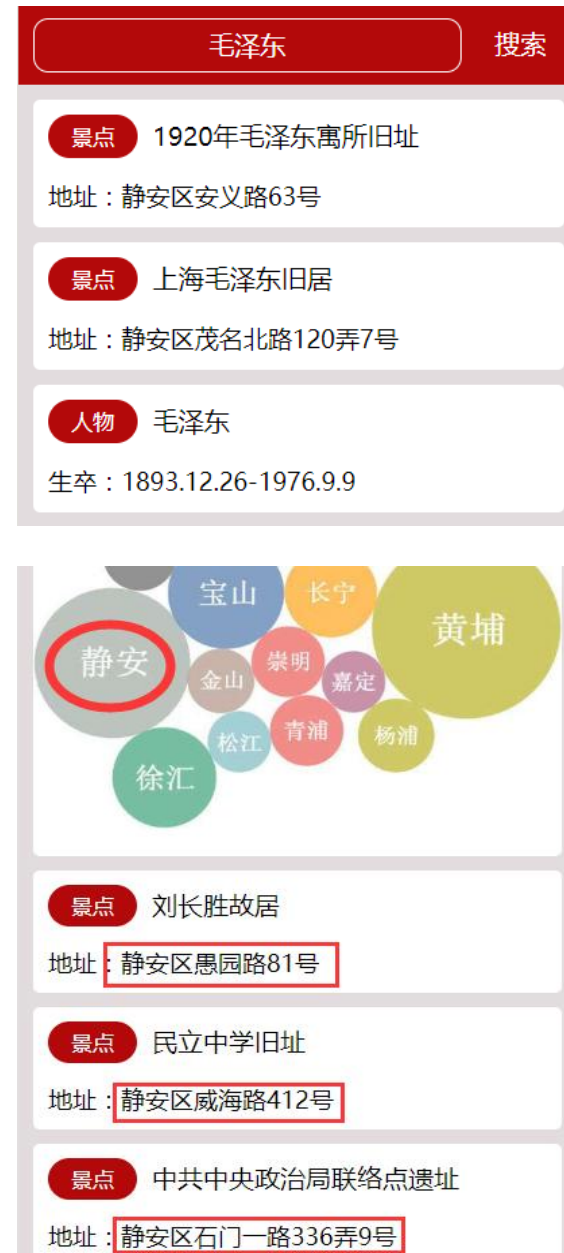 毛泽东 搜索
景点 1920年毛泽东寓所旧址
地址：静安区安义路63号
景点 上海毛泽东旧居
地址：静安区茂名北路120弄7号
人物 毛泽东
生卒：1893.12.26-1976.9.9
宝山 长宁
黄埔
静安
崇明
金山 嘉定
松江 青浦 杨浦
徐汇
景点 刘长胜故居
地址：静安区愚园路81号
景点 民立中学旧址
地址：静安区威海路412号
景点 中共中央政治局联络点遗址
地址：静安区石门一路336弄9号